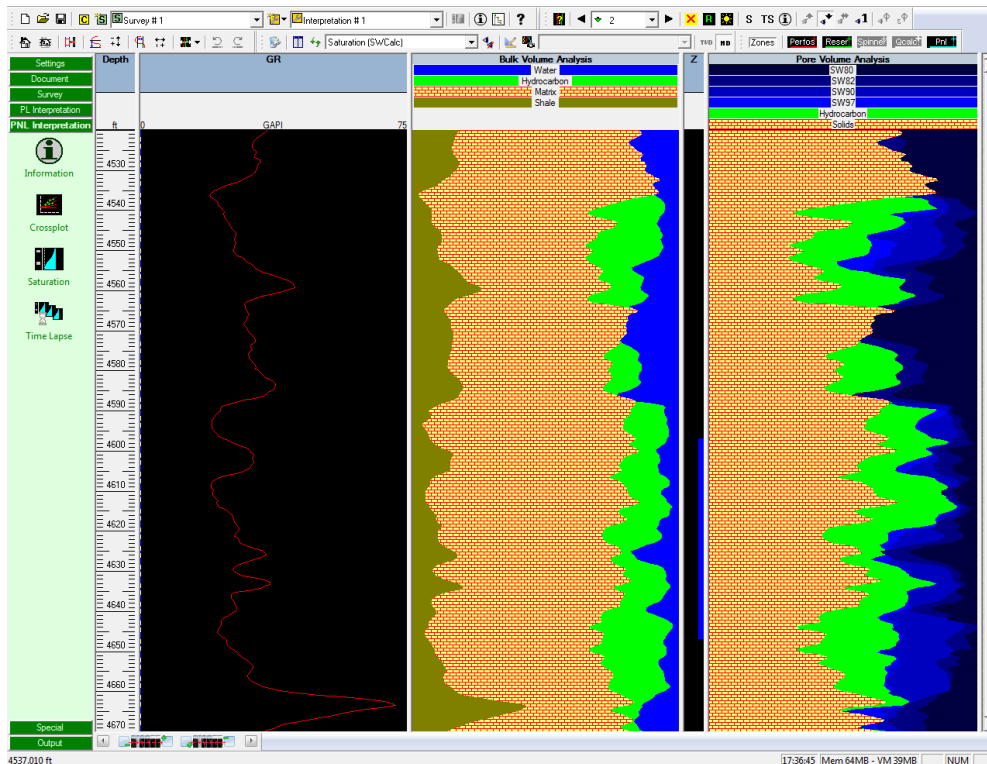 Survey # 1
Interpretation # 1
2
S TS
Saturation (SWCalc)
TVD MD Zones Perfos Reser Spinne Qcalc Pnl
Settings
Document
Survey
PL Interpretation
PNL Interpretation
Information
Crossplot
Saturation
Time Lapse
Special
Output
Depth
ft
4530
4540
4550
4560
4570
4580
4590
4600
4610
4620
4630
4640
4650
4660
4670
GR
0 GAPI 75
Bulk Volume Analysis
Water
Hydrocarbon
Matrix
Shale
Z
Pore Volume Analysis
SW80
SW82
SW90
SW97
Hydrocarbon
Solids
4537.010 ft
17:36:45 Mem 64MB - VM 39MB NUM